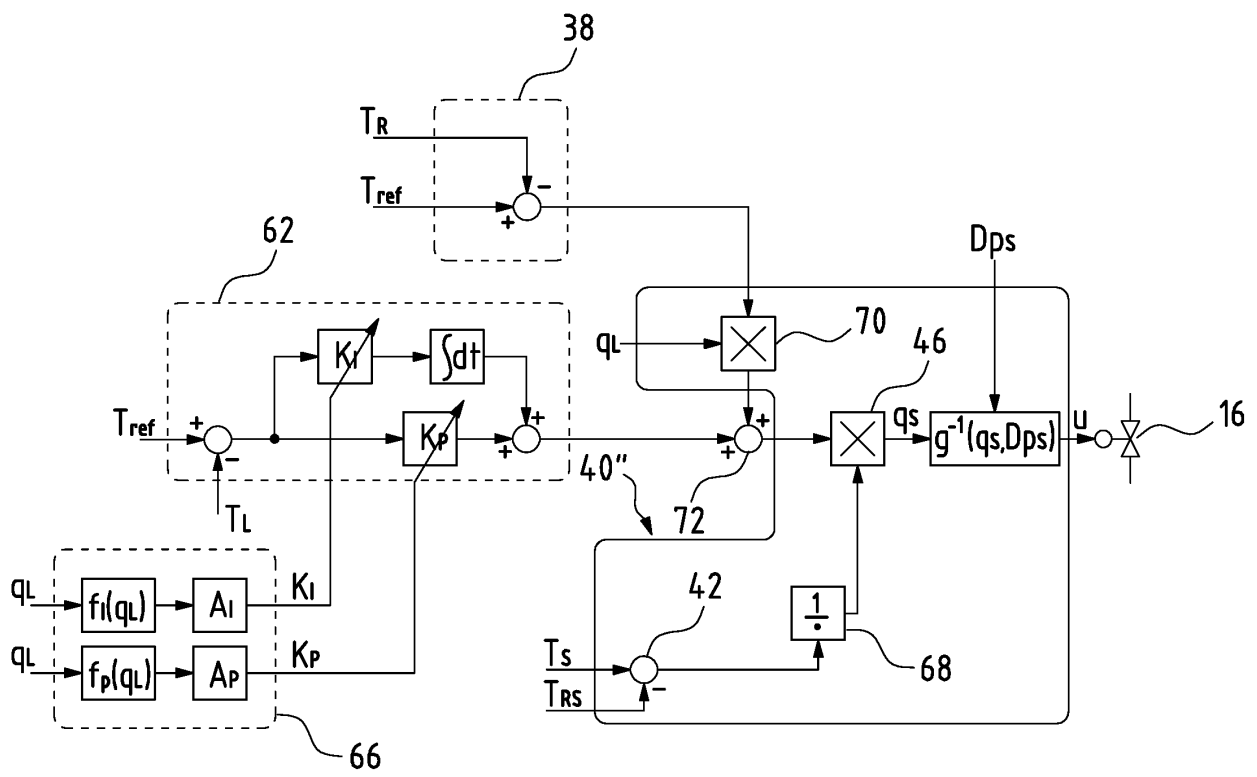 38
TR
Tref
−
+
62
Dps
KI
∫dt
qL
70
46
Tref
+
−
KP
+
+
+
+
qs
g⁻¹(qs,Dps)
u
16
TL
40"
72
qL
fI(qL)
AI
KI
42
1
68
qL
fP(qL)
AP
KP
TS
TRS
−
66